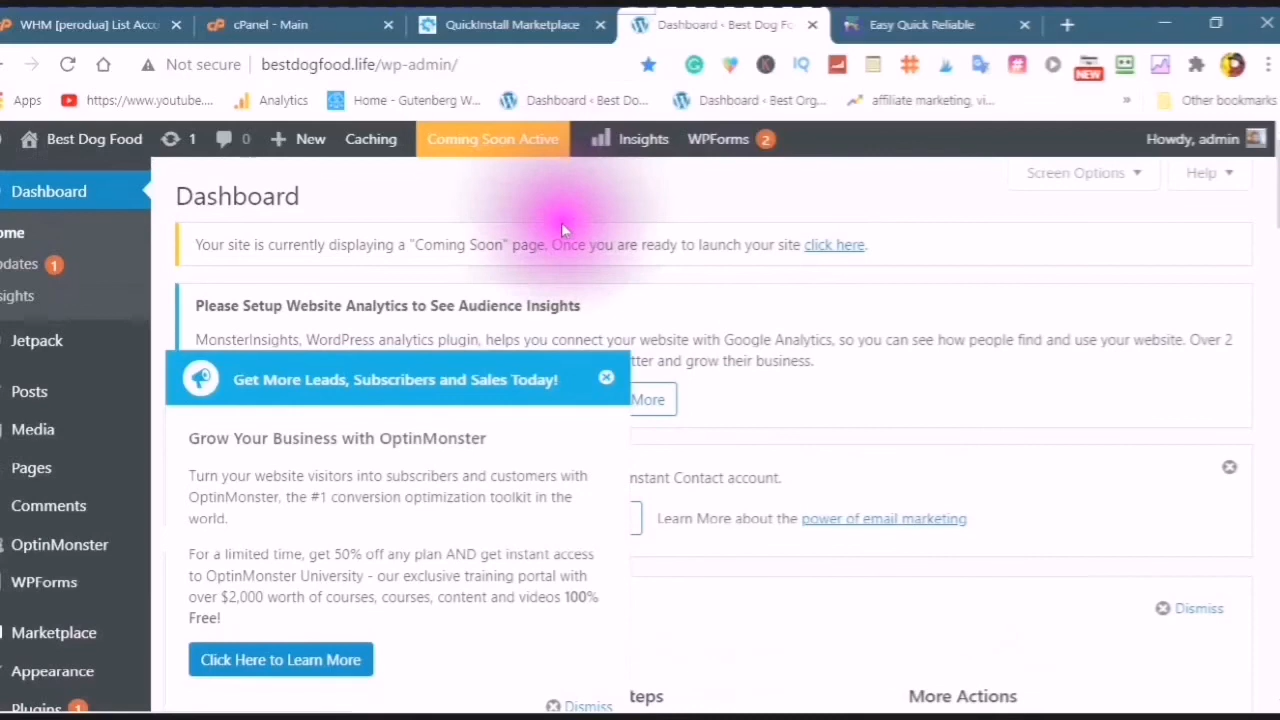 WHM [perodua] List Acco
cPanel - Main
QuickInstall Marketplace
Dashboard ‹ Best Dog Fo
Easy Quick Reliable
Not secure
bestdogfood.life/wp-admin/
NEW
Apps
https://www.youtube....
Analytics
Home - Gutenberg W...
Dashboard ‹ Best Do...
Dashboard ‹ Best Org...
affiliate marketing, vi...
»
Other bookmarks
Best Dog Food
1
0
New
Caching
Coming Soon Active
Insights
WPForms 2
Howdy, admin
Dashboard
ome
pdates 1
sights
Jetpack
Posts
Media
Pages
Comments
OptinMonster
WPForms
Marketplace
Appearance
Plugins 1
Screen Options
Help
Dashboard
Your site is currently displaying a "Coming Soon" page. Once you are ready to launch your site click here.
Please Setup Website Analytics to See Audience Insights
MonsterInsights, WordPress analytics plugin, helps you connect your website with Google Analytics, so you can see how people find and use your website. Over 2
tter and grow their business.
More
Get More Leads, Subscribers and Sales Today!
Grow Your Business with OptinMonster
Turn your website visitors into subscribers and customers with
OptinMonster, the #1 conversion optimization toolkit in the
world.
For a limited time, get 50% off any plan AND get instant access
to OptinMonster University - our exclusive training portal with
over $2,000 worth of courses, courses, content and videos 100%
Free!
Click Here to Learn More
Dismiss
nstant Contact account.
Learn More about the power of email marketing
Dismiss
teps
More Actions